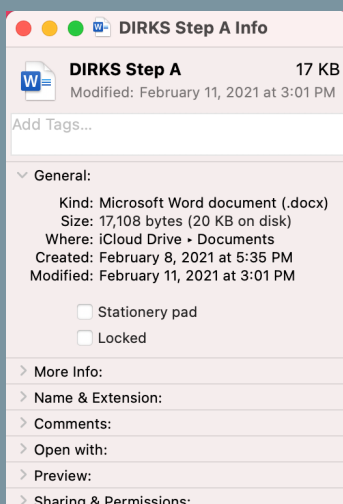 DIRKS Step A Info
DIRKS Step A 17 KB
Modified: February 11, 2021 at 3:01 PM
Add Tags...
General:
Kind: Microsoft Word document (.docx)
Size: 17,108 bytes (20 KB on disk)
Where: iCloud Drive ▸ Documents
Created: February 8, 2021 at 5:35 PM
Modified: February 11, 2021 at 3:01 PM
Stationery pad
Locked
More Info:
Name & Extension:
Comments:
Open with:
Preview:
Sharing & Permissions: